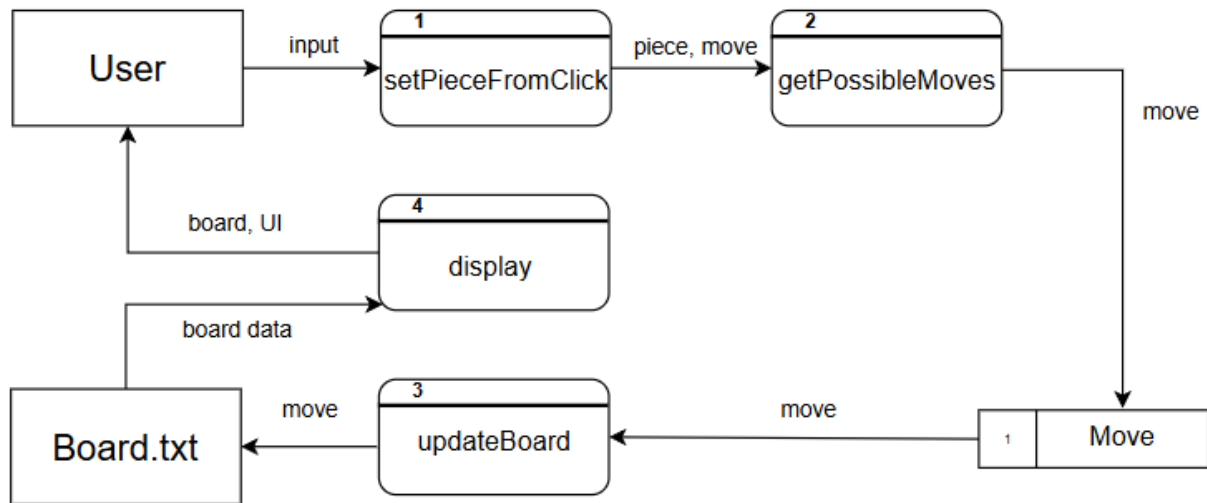 1
2
User
input
setPieceFromClick
piece, move
getPossibleMoves
move
4
board, UI
display
board data
3
move
move
1
Move
Board.txt
updateBoard